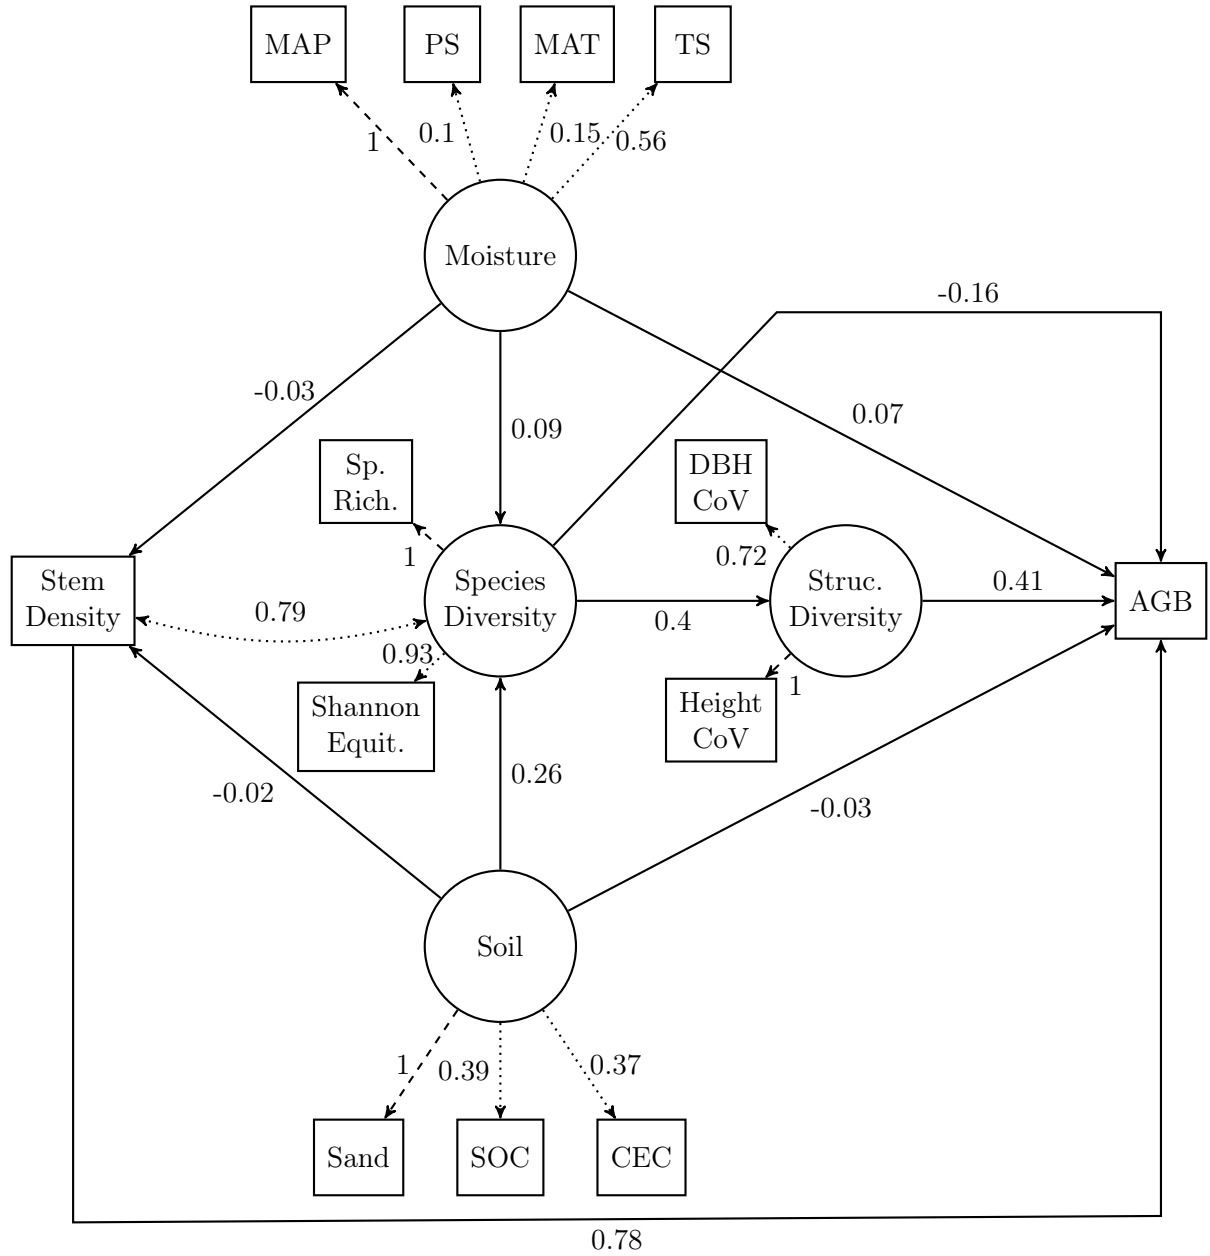 MAP
PS
MAT
TS
1
0.1
0.15
0.56
Moisture
-0.16
-0.03
0.07
0.09
Sp.
Rich.
DBH
CoV
1
0.72
Stem
Density
0.79
Species
Diversity
0.4
Struc.
Diversity
0.41
AGB
0.93
1
Shannon
Equit.
Height
CoV
0.26
-0.02
-0.03
Soil
1
0.39
0.37
Sand
SOC
CEC
0.78